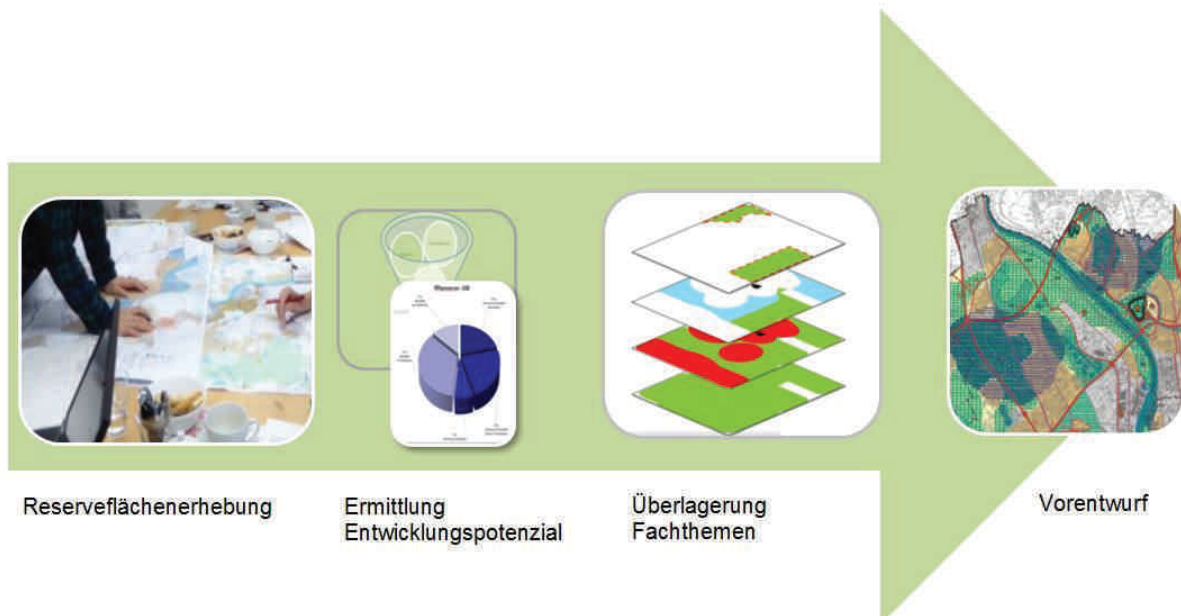 Reserveflächenerhebung
Ermittlung
Entwicklungspotenzial
Überlagerung
Fachthemen
Vorentwurf